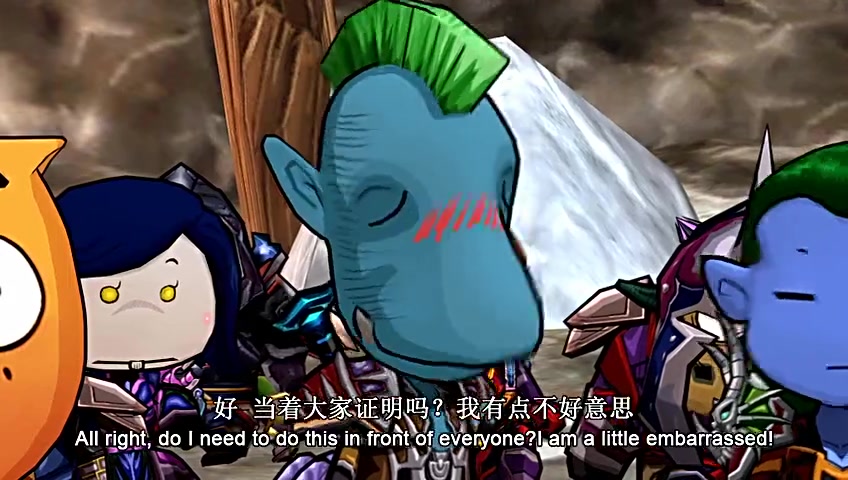 好 当着大家证明吗？我有点不好意思
All right, do I need to do this in front of everyone?I am a little embarrassed!